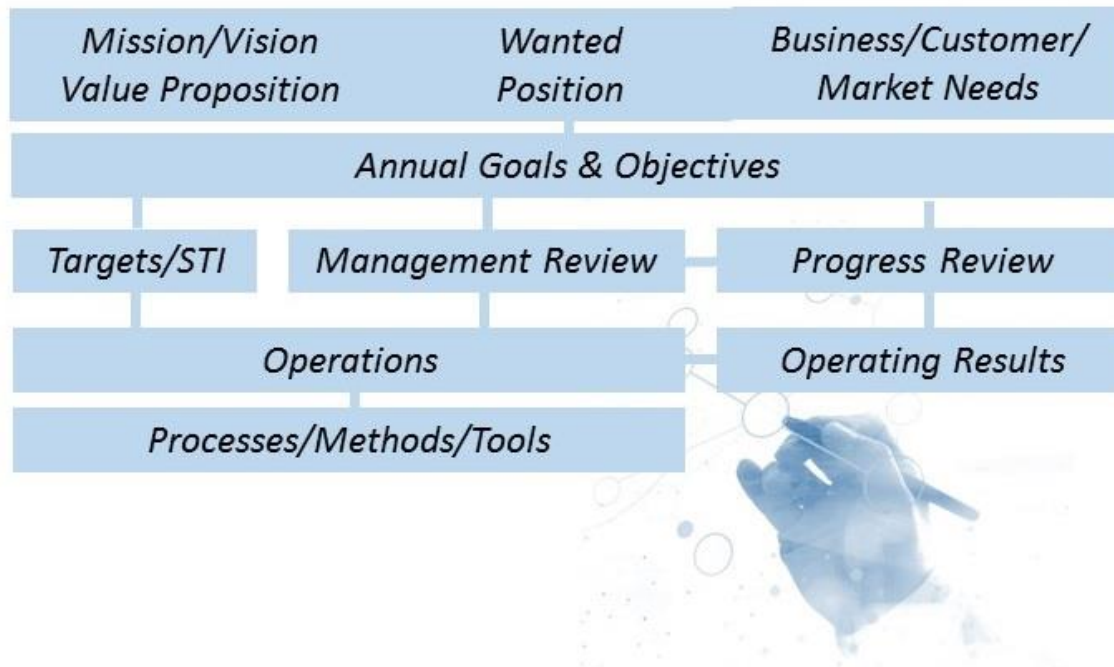 Mission/Vision
Value Proposition
Wanted
Position
Business/Customer/
Market Needs
Annual Goals & Objectives
Targets/STI
Management Review
Progress Review
Operations
Operating Results
Processes/Methods/Tools